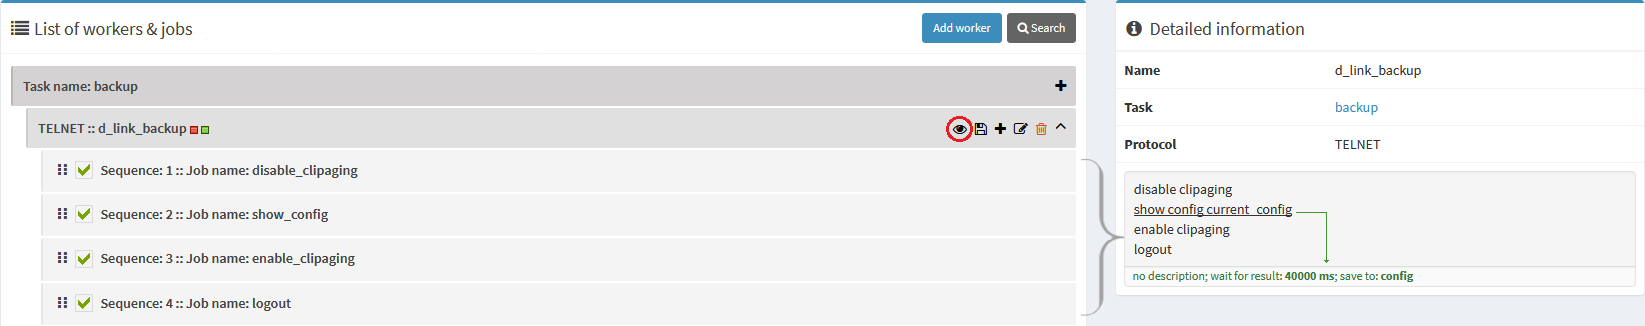 List of workers & jobs
Add worker
Search
Task name: backup
TELNET :: d_link_backup
Sequence: 1 :: Job name: disable_clipaging
Sequence: 2 :: Job name: show_config
Sequence: 3 :: Job name: enable_clipaging
Sequence: 4 :: Job name: logout
Detailed information
Name d_link_backup
Task backup
Protocol TELNET
disable clipaging
show config current_config
enable clipaging
logout
no description; wait for result: 40000 ms; save to: config